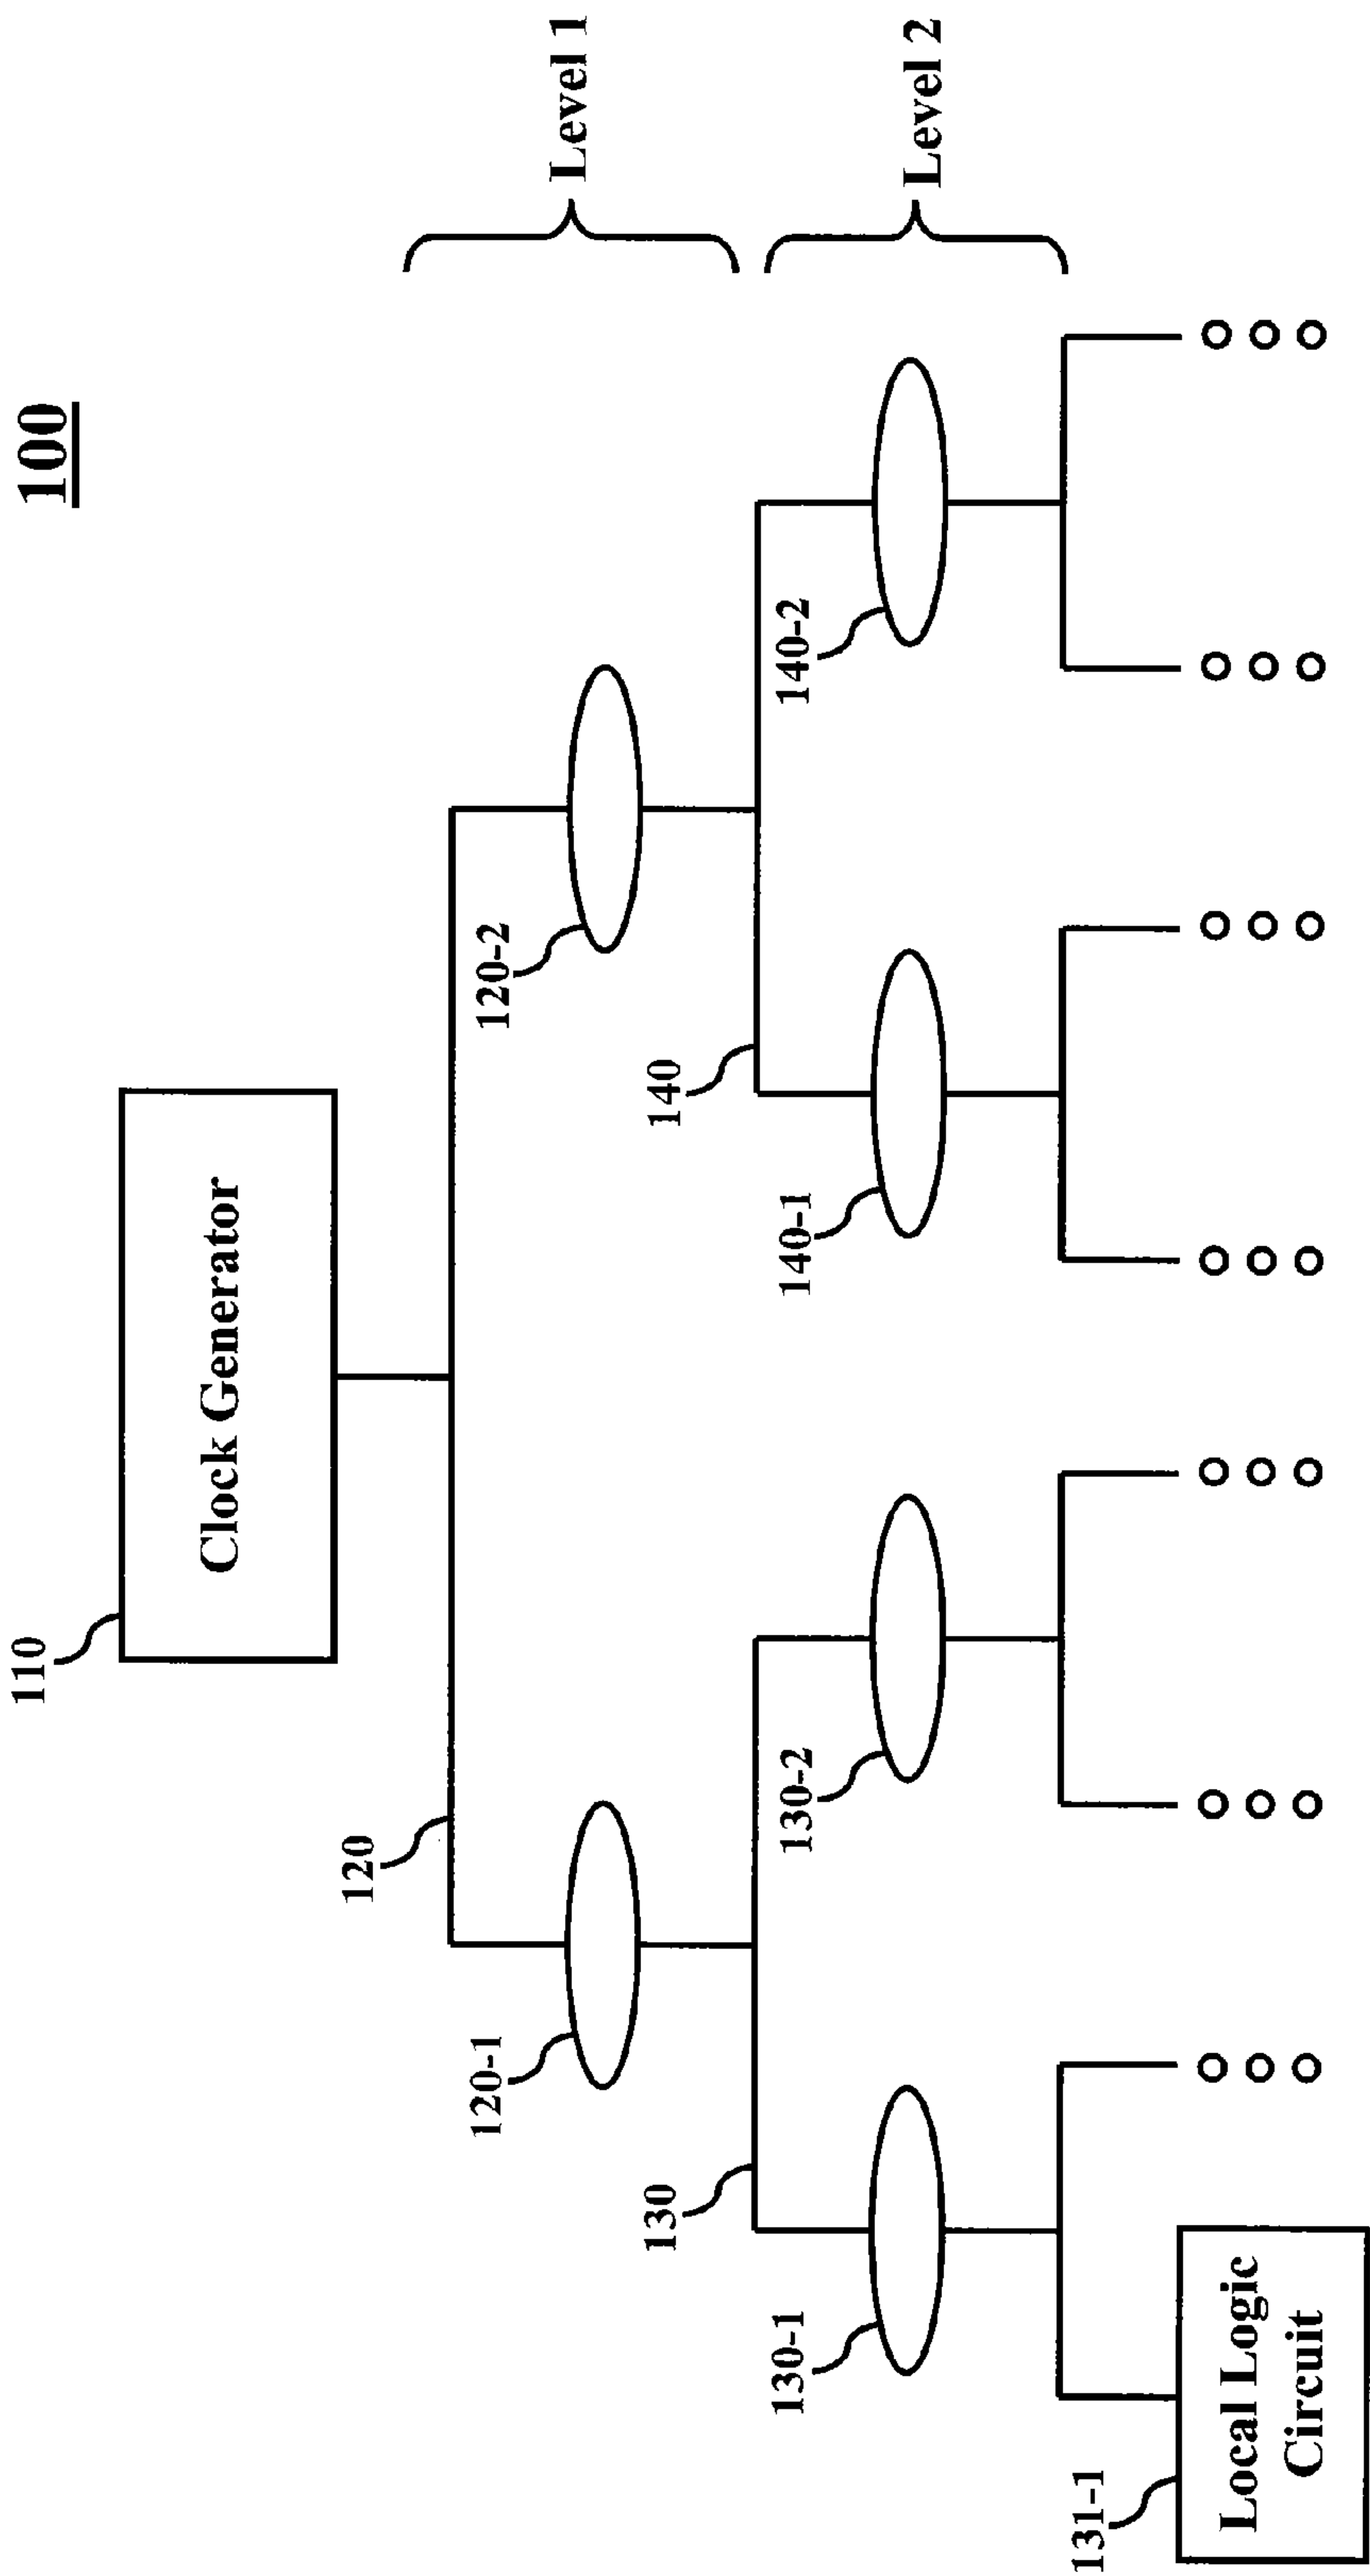 100
110
Clock Generator
120
Level 1
120-1
120-2
130
140
Level 2
130-1
130-2
140-1
140-2
131-1
Local Logic
Circuit